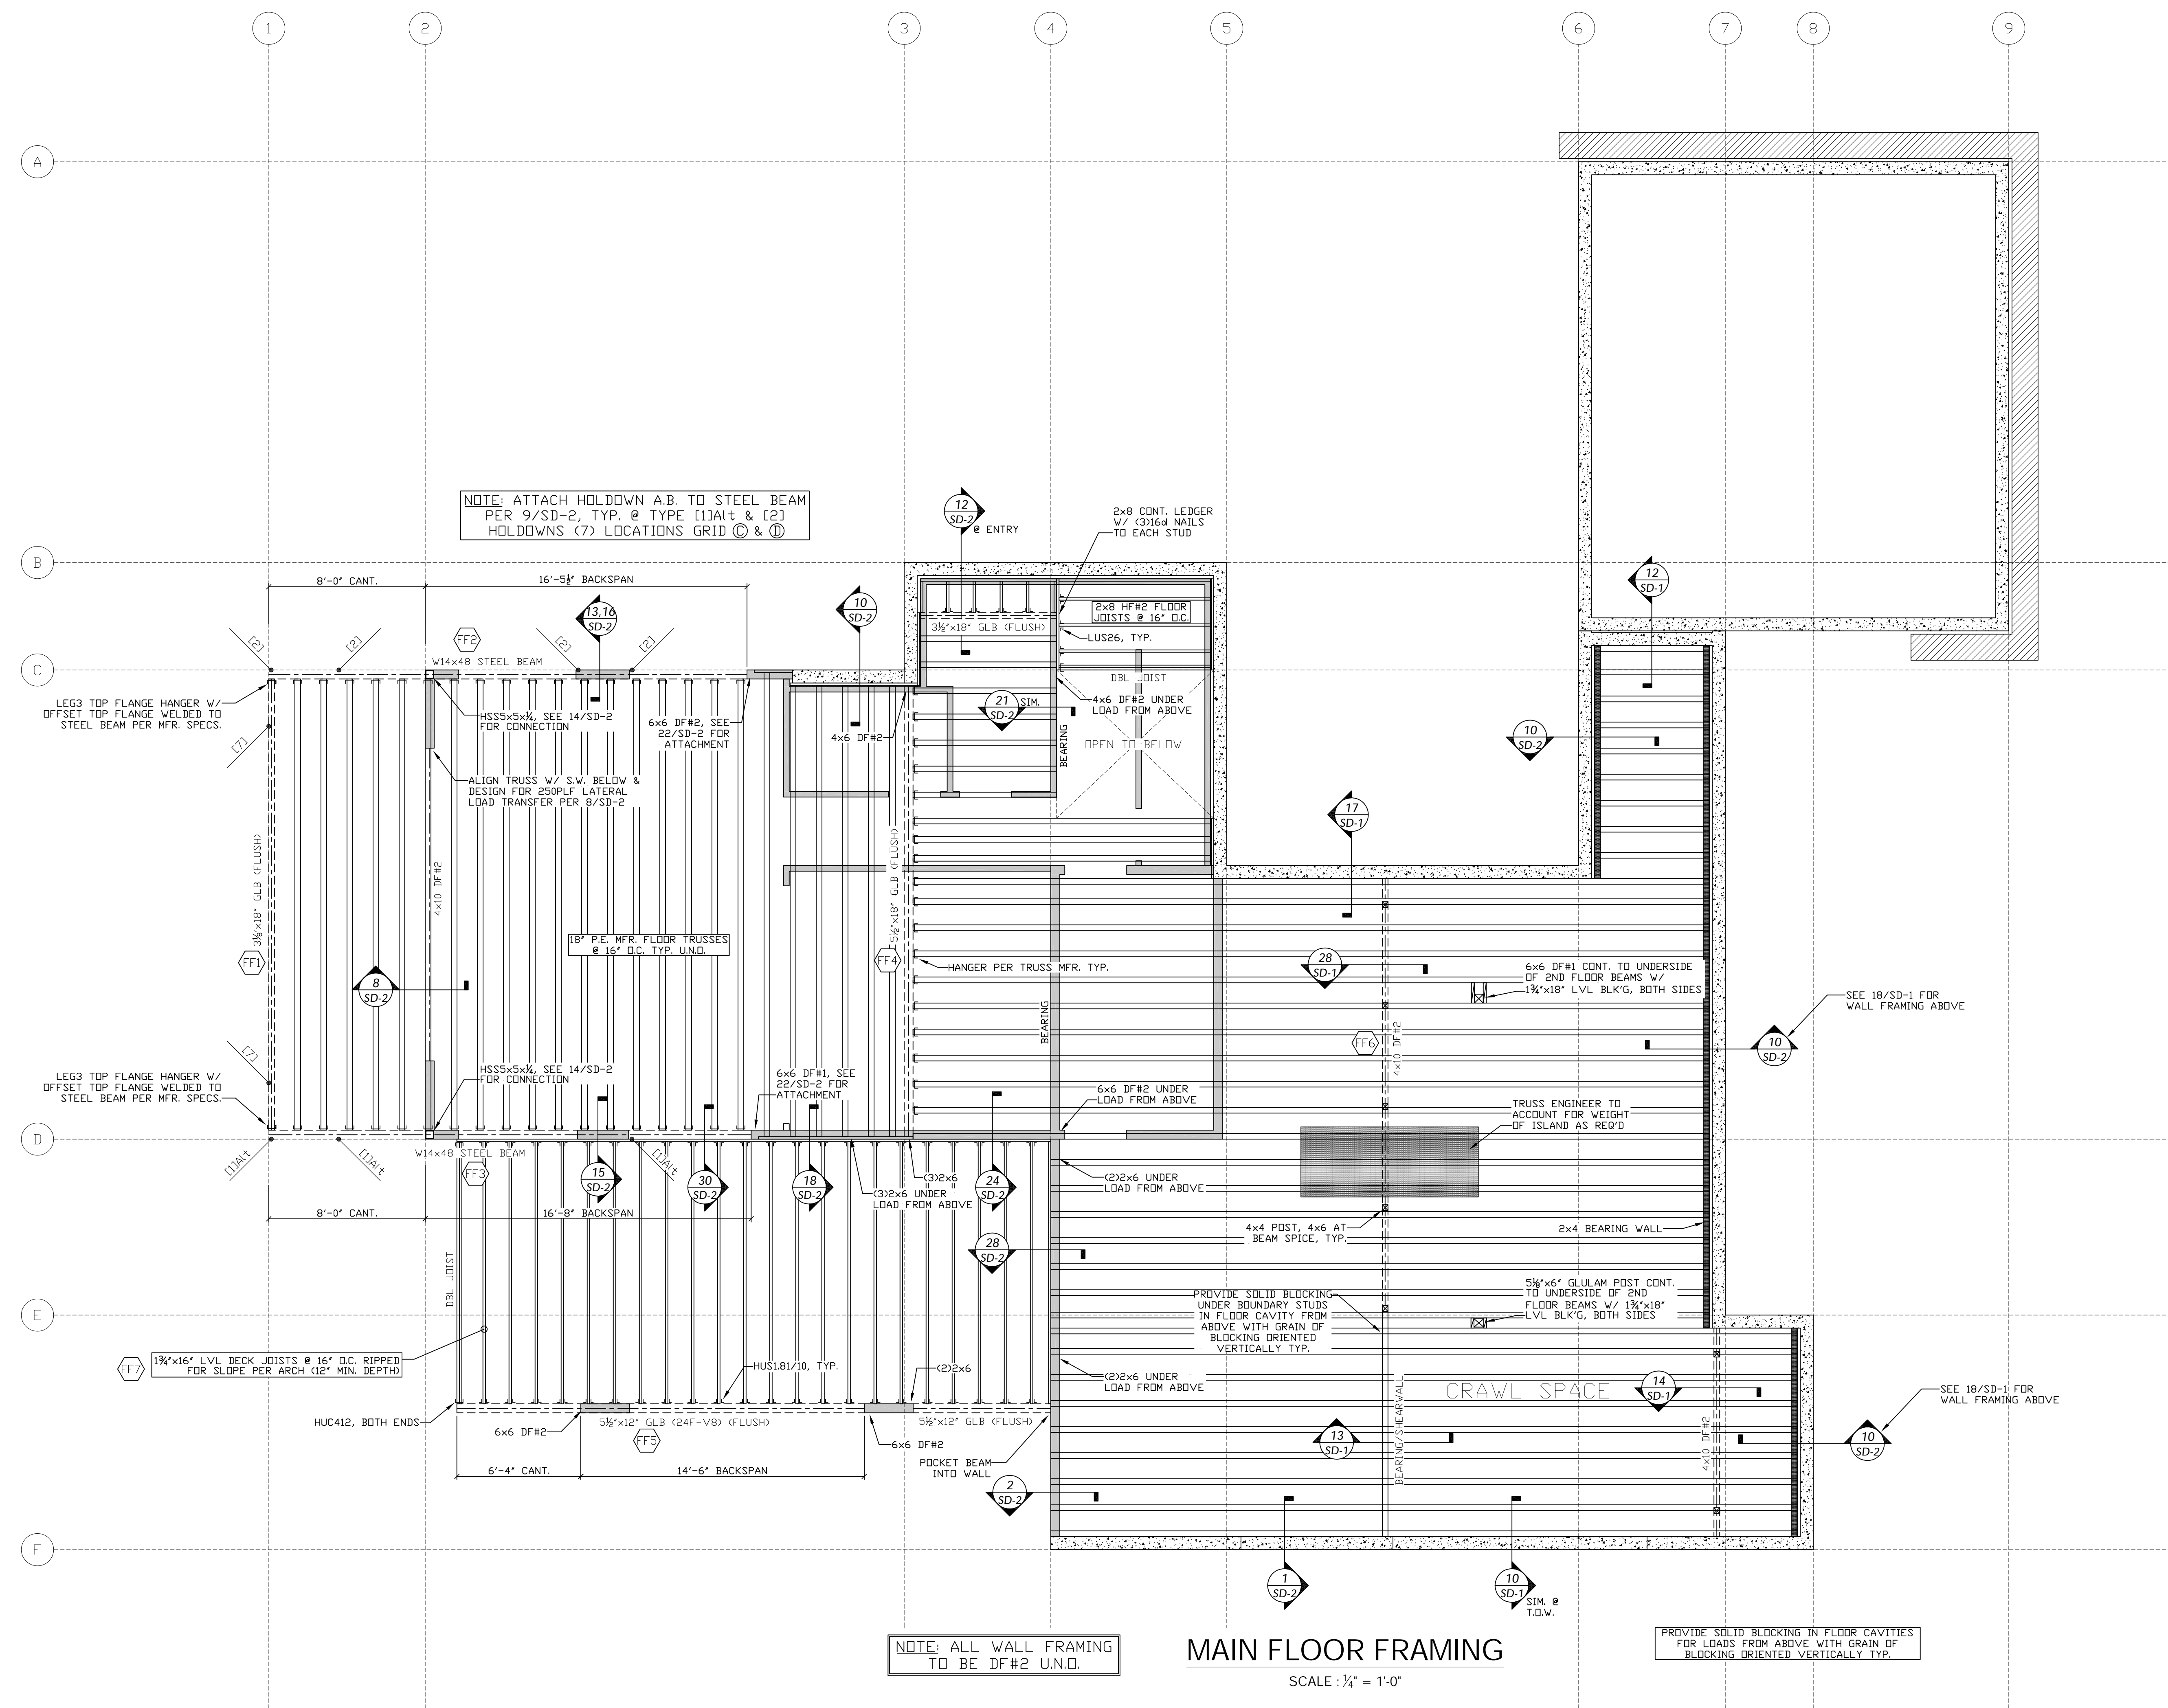 1 2 3 4 5 6 7 8 9
A
NOTE: ATTACH HOLDOWN A.B. TO STEEL BEAM
PER 9/SD-2, TYP. @ TYPE [1]Alt & [2]
HOLDOWNS (7) LOCATIONS GRID C & D
12
SD-2
@ ENTRY
2x8 CONT. LEDGER
W/ (3)16d NAILS
TO EACH STUD
B
8'-0" CANT.
16'-5½" BACKSPAN
13,16
SD-2
10
SD-2
12
SD-1
2x8 HF#2 FLOOR
JOISTS @ 16" O.C.
3½"x18" GLB (FLUSH)
LUS26, TYP.
[2]
[2]
FF2
[2]
[2]
W14x48 STEEL BEAM
C
DBL JOIST
LEG3 TOP FLANGE HANGER W/
OFFSET TOP FLANGE WELDED TO
STEEL BEAM PER MFR. SPECS.
[7]
HSS5x5x¼, SEE 14/SD-2
FOR CONNECTION
6x6 DF#2, SEE
22/SD-2 FOR
ATTACHMENT
4x6 DF#2
21
SD-2
SIM.
4x6 DF#2 UNDER
LOAD FROM ABOVE
BEARING
OPEN TO BELOW
10
SD-2
ALIGN TRUSS W/ S.W. BELOW &
DESIGN FOR 250PLF LATERAL
LOAD TRANSFER PER 8/SD-2
17
SD-1
3⅛"x18" GLB (FLUSH)
4x10 DF#2
5½"x18" GLB (FLUSH)
18" P.E. MFR. FLOOR TRUSSES
@ 16" O.C. TYP. U.N.O.
FF1
FF4
HANGER PER TRUSS MFR. TYP.
28
SD-1
6x6 DF#1 CONT. TO UNDERSIDE
OF 2ND FLOOR BEAMS W/
1¾"x18" LVL BLK'G, BOTH SIDES
8
SD-2
SEE 18/SD-1 FOR
WALL FRAMING ABOVE
BEARING
FF6
4x10 DF#2
10
SD-2
[7]
LEG3 TOP FLANGE HANGER W/
OFFSET TOP FLANGE WELDED TO
STEEL BEAM PER MFR. SPECS.
HSS5x5x¼, SEE 14/SD-2
FOR CONNECTION
6x6 DF#1, SEE
22/SD-2 FOR
ATTACHMENT
6x6 DF#2 UNDER
LOAD FROM ABOVE
TRUSS ENGINEER TO
ACCOUNT FOR WEIGHT
OF ISLAND AS REQ'D
D
[1]Alt
[1]Alt
W14x48 STEEL BEAM
FF3
[1]Alt
15
SD-2
30
SD-2
18
SD-2
(3)2x6
(3)2x6 UNDER
LOAD FROM ABOVE
24
SD-2
(2)2x6 UNDER
LOAD FROM ABOVE
8'-0" CANT.
16'-8" BACKSPAN
4x4 POST, 4x6 AT
BEAM SPICE, TYP.
2x4 BEARING WALL
28
SD-2
DBL JOIST
PROVIDE SOLID BLOCKING
UNDER BOUNDARY STUDS
IN FLOOR CAVITY FROM
ABOVE WITH GRAIN OF
BLOCKING ORIENTED
VERTICALLY TYP.
5⅛"x6" GLULAM POST CONT.
TO UNDERSIDE OF 2ND
FLOOR BEAMS W/ 1¾"x18"
LVL BLK'G, BOTH SIDES
E
FF7
1¾"x16" LVL DECK JOISTS @ 16" O.C. RIPPED
FOR SLOPE PER ARCH (12" MIN. DEPTH)
HUS1.81/10, TYP.
(2)2x6
(2)2x6 UNDER
LOAD FROM ABOVE
CRAWL SPACE
14
SD-1
SEE 18/SD-1 FOR
WALL FRAMING ABOVE
HUC412, BOTH ENDS
5½"x12" GLB (24F-V8) (FLUSH)
5½"x12" GLB (FLUSH)
6x6 DF#2
FF5
6x6 DF#2
BEARING/SHEARWALL
13
SD-1
4x10 DF#2
10
SD-2
POCKET BEAM
INTO WALL
6'-4" CANT.
14'-6" BACKSPAN
2
SD-2
F
1
SD-2
10
SD-1
SIM. @
T.O.W.
NOTE: ALL WALL FRAMING
TO BE DF#2 U.N.O.
MAIN FLOOR FRAMING
SCALE : ¼" = 1'-0"
PROVIDE SOLID BLOCKING IN FLOOR CAVITIES
FOR LOADS FROM ABOVE WITH GRAIN OF
BLOCKING ORIENTED VERTICALLY TYP.